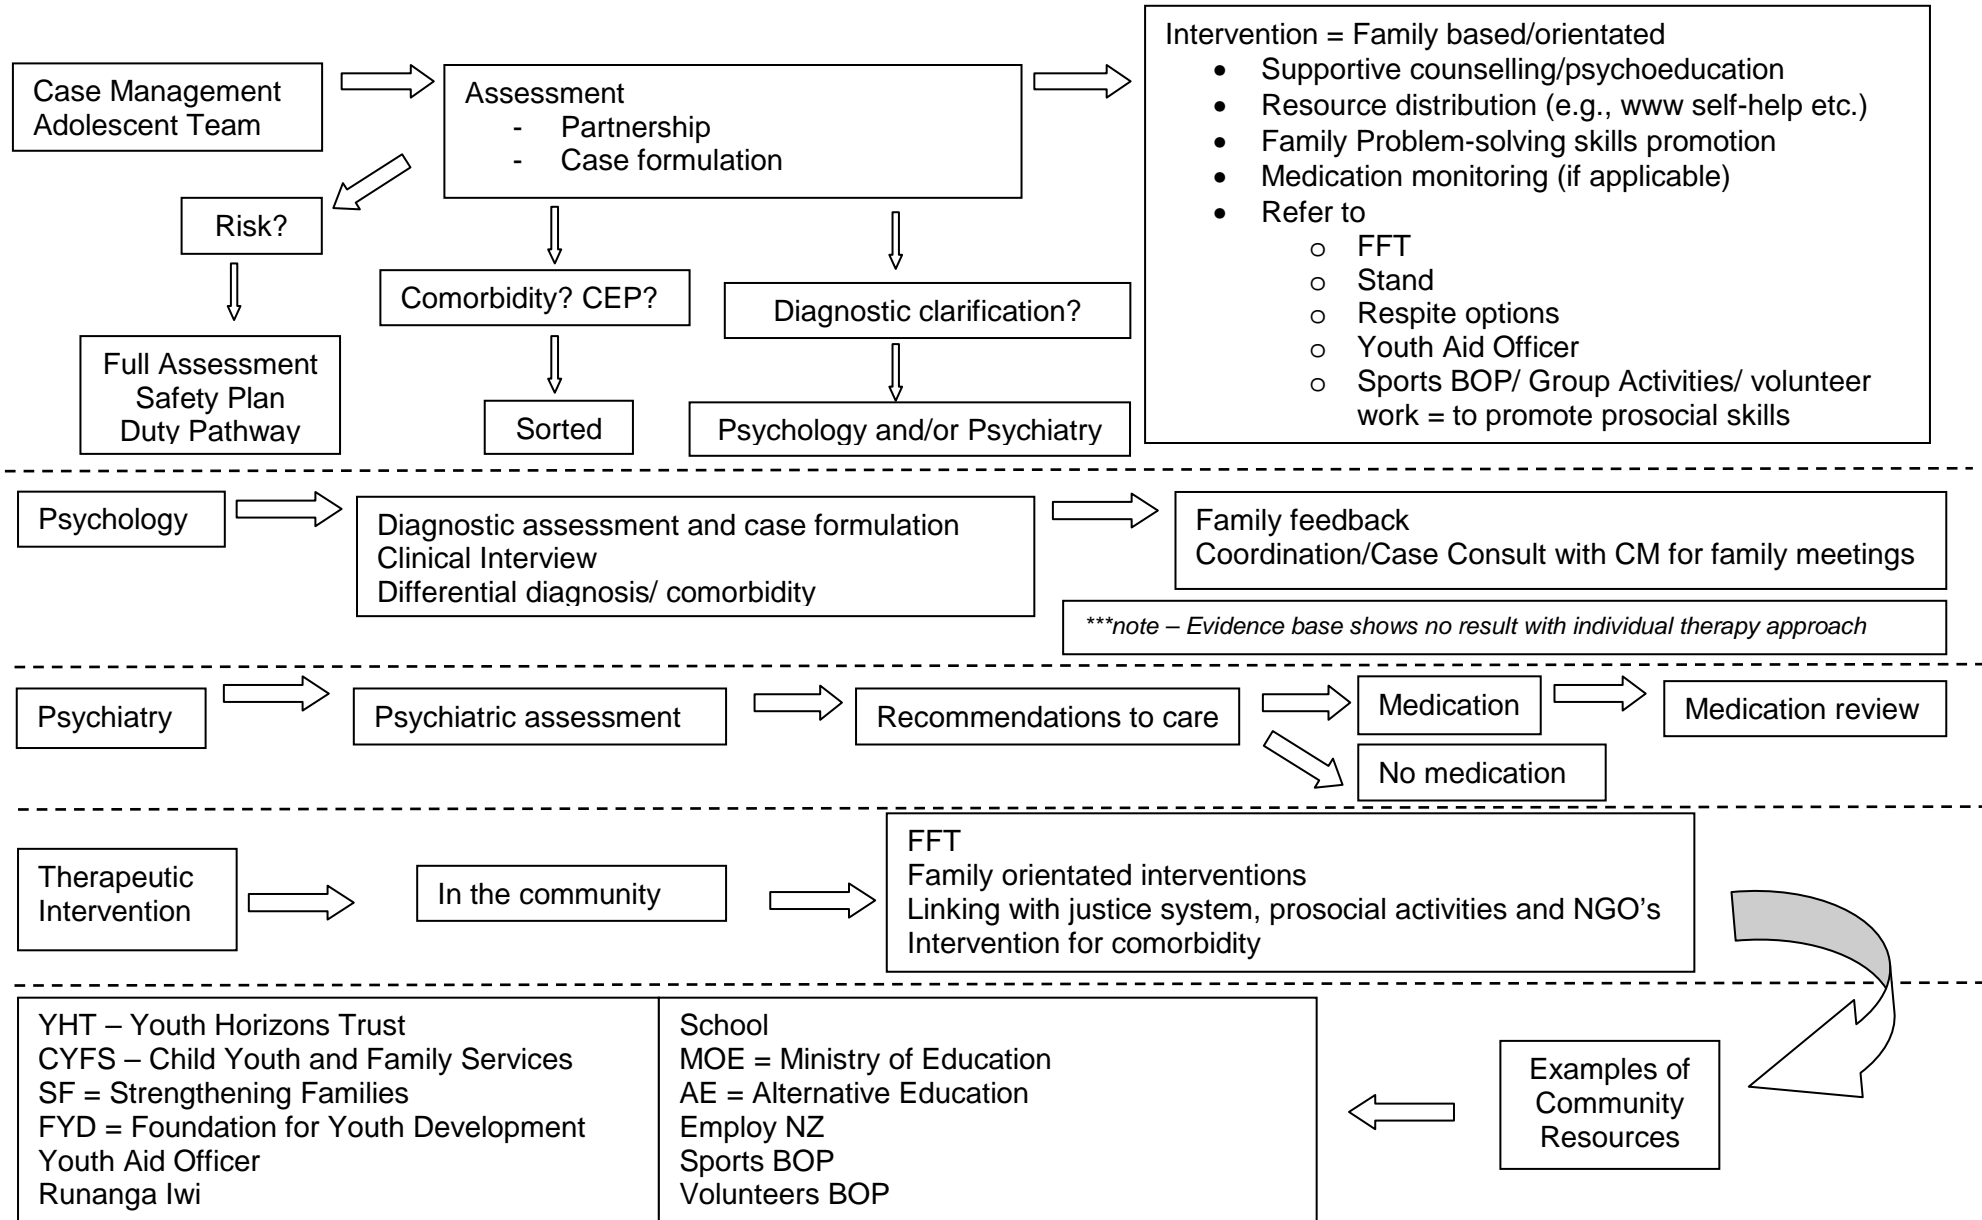 Case Management
Adolescent Team
Assessment
- Partnership
- Case formulation
Intervention = Family based/orientated
• Supportive counselling/psychoeducation
• Resource distribution (e.g., www self-help etc.)
• Family Problem-solving skills promotion
• Medication monitoring (if applicable)
• Refer to
o FFT
o Stand
o Respite options
o Youth Aid Officer
o Sports BOP/ Group Activities/ volunteer
work = to promote prosocial skills
Risk?
Full Assessment
Safety Plan
Duty Pathway
Comorbidity? CEP?
Sorted
Diagnostic clarification?
Psychology and/or Psychiatry
Psychology
Diagnostic assessment and case formulation
Clinical Interview
Differential diagnosis/ comorbidity
Family feedback
Coordination/Case Consult with CM for family meetings
***note – Evidence base shows no result with individual therapy approach
Psychiatry
Psychiatric assessment
Recommendations to care
Medication
Medication review
No medication
Therapeutic
Intervention
In the community
FFT
Family orientated interventions
Linking with justice system, prosocial activities and NGO’s
Intervention for comorbidity
YHT – Youth Horizons Trust
CYFS – Child Youth and Family Services
SF = Strengthening Families
FYD = Foundation for Youth Development
Youth Aid Officer
Runanga Iwi
School
MOE = Ministry of Education
AE = Alternative Education
Employ NZ
Sports BOP
Volunteers BOP
Examples of
Community
Resources